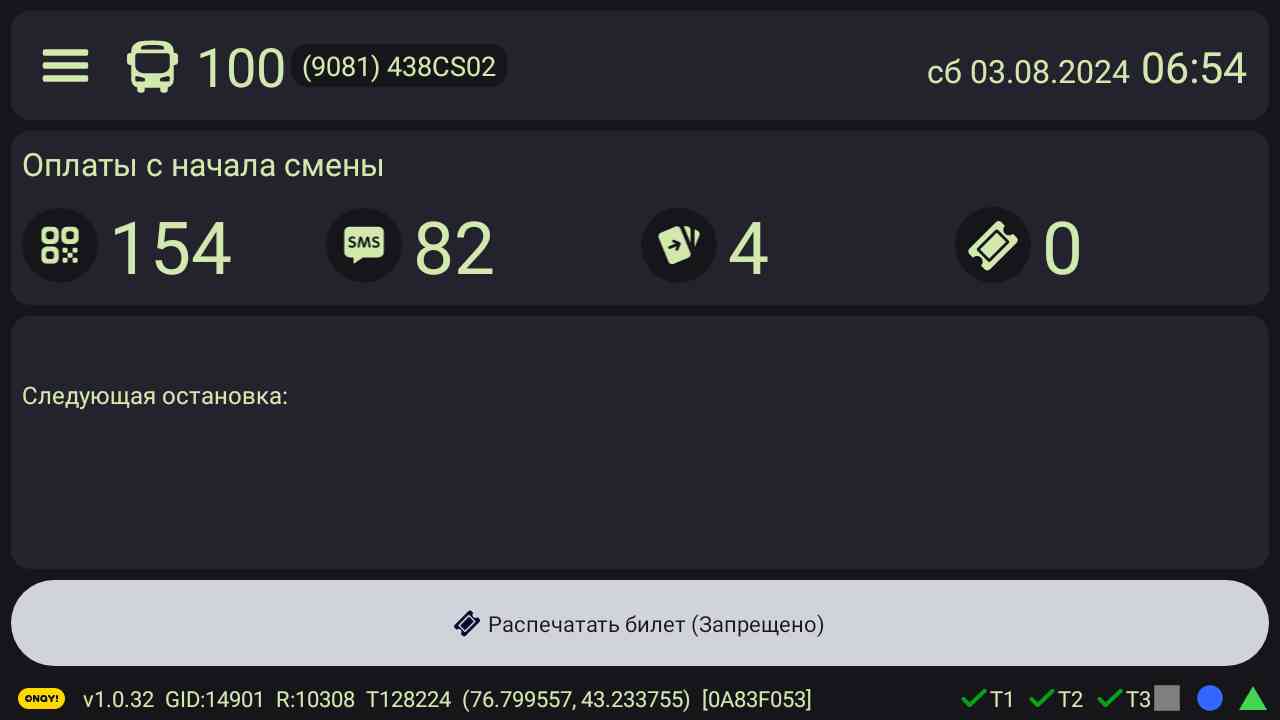 100 (9081) 438CS02 сб 03.08.2024 06:54
Оплаты с начала смены
154 SMS 82 4 0
Следующая остановка:
Распечатать билет (Запрещено)
ONAY! v1.0.32 GID:14901 R:10308 T128224 (76.799557, 43.233755) [0A83F053] T1 T2 T3